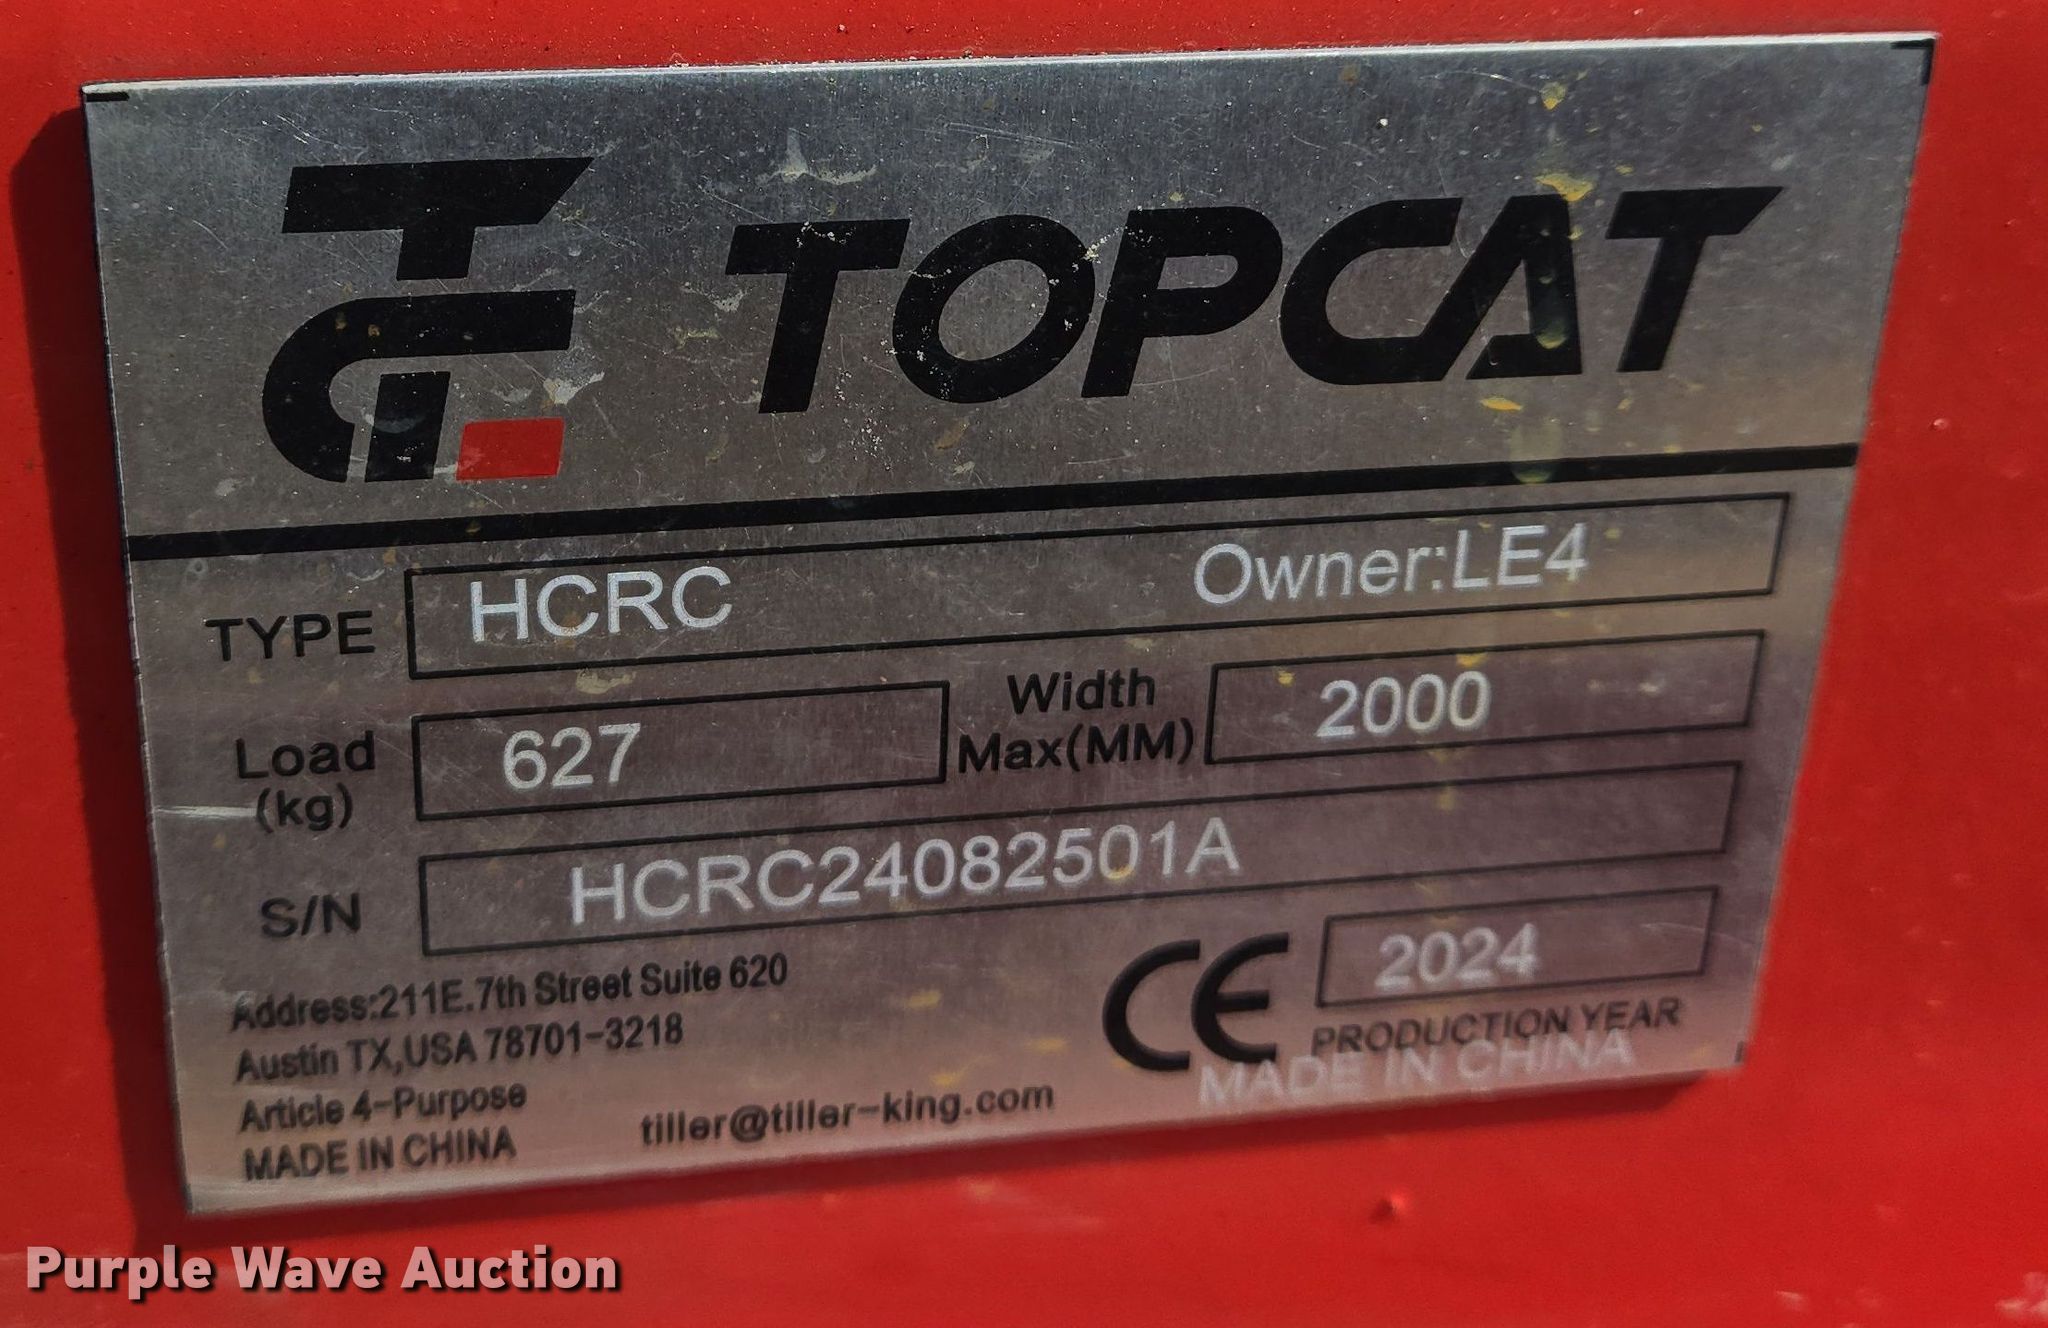 TOPCAT
TYPE HCRC Owner:LE4
Load (kg) 627 Width Max(MM) 2000
S/N HCRC24082501A
Address:211E.7th Street Suite 620
Austin TX,USA 78701-3218
Article 4-Purpose
MADE IN CHINA
tiller@tiller-king.com
CE 2024
PRODUCTION YEAR
MADE IN CHINA
Purple Wave Auction